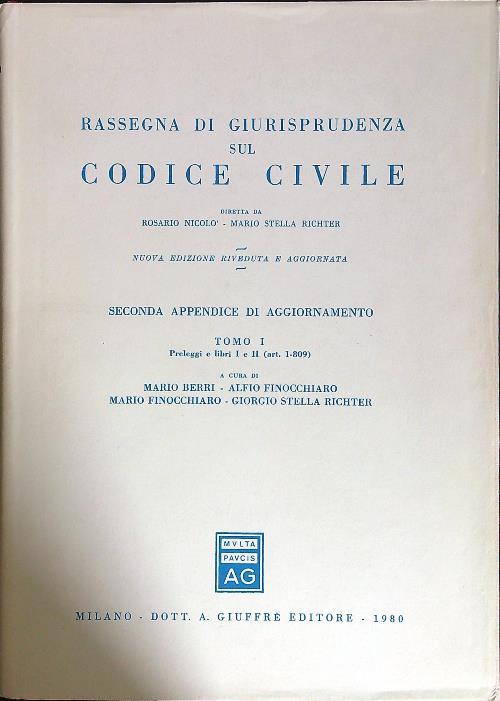 RASSEGNA DI GIURISPRUDENZA
SUL
CODICE CIVILE
DIRETTA DA
ROSARIO NICOLO' - MARIO STELLA RICHTER
NUOVA EDIZIONE RIVEDUTA E AGGIORNATA
SECONDA APPENDICE DI AGGIORNAMENTO
TOMO I
Preleggi e libri I e II (art. 1-809)
A CURA DI
MARIO BERRI - ALFIO FINOCCHIARO
MARIO FINOCCHIARO - GIORGIO STELLA RICHTER
MVLTA
PAVCIS
AG
MILANO - DOTT. A. GIUFFRÈ EDITORE - 1980